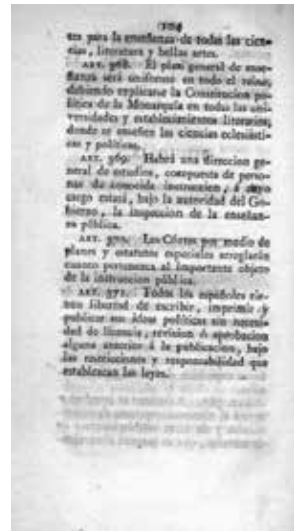 104
tes para la enseñanza de todas las cien-
cias, literatura y bellas artes.
ART. 368. El plan general de ense-
ñanza será uniforme en todo el reino,
debiendo explicarse la Constitucion po-
lítica de la Monarquía en todas las uni-
versidades y establecimientos literarios,
donde se enseñen las ciencias eclesiásti-
cas y políticas.
ART. 369. Habrá una direccion ge-
neral de estudios, compuesta de perso-
nas de conocida instruccion, á cuyo
cargo estará, bajo la autoridad del Go-
bierno, la inspeccion de la enseñan-
za pública.
ART. 370. Las Córtes por medio de
planes y estatutos especiales arreglarán
cuanto pertenezca al importante objeto
de la instruccion pública.
ART. 371. Todos los españoles tie-
nen libertad de escribir, imprimir y
publicar sus ideas políticas sin necesi-
dad de licencia, revision ó aprobacion
alguna anterior á la publicacion, bajo
las restricciones y responsabilidad que
establezcan las leyes.